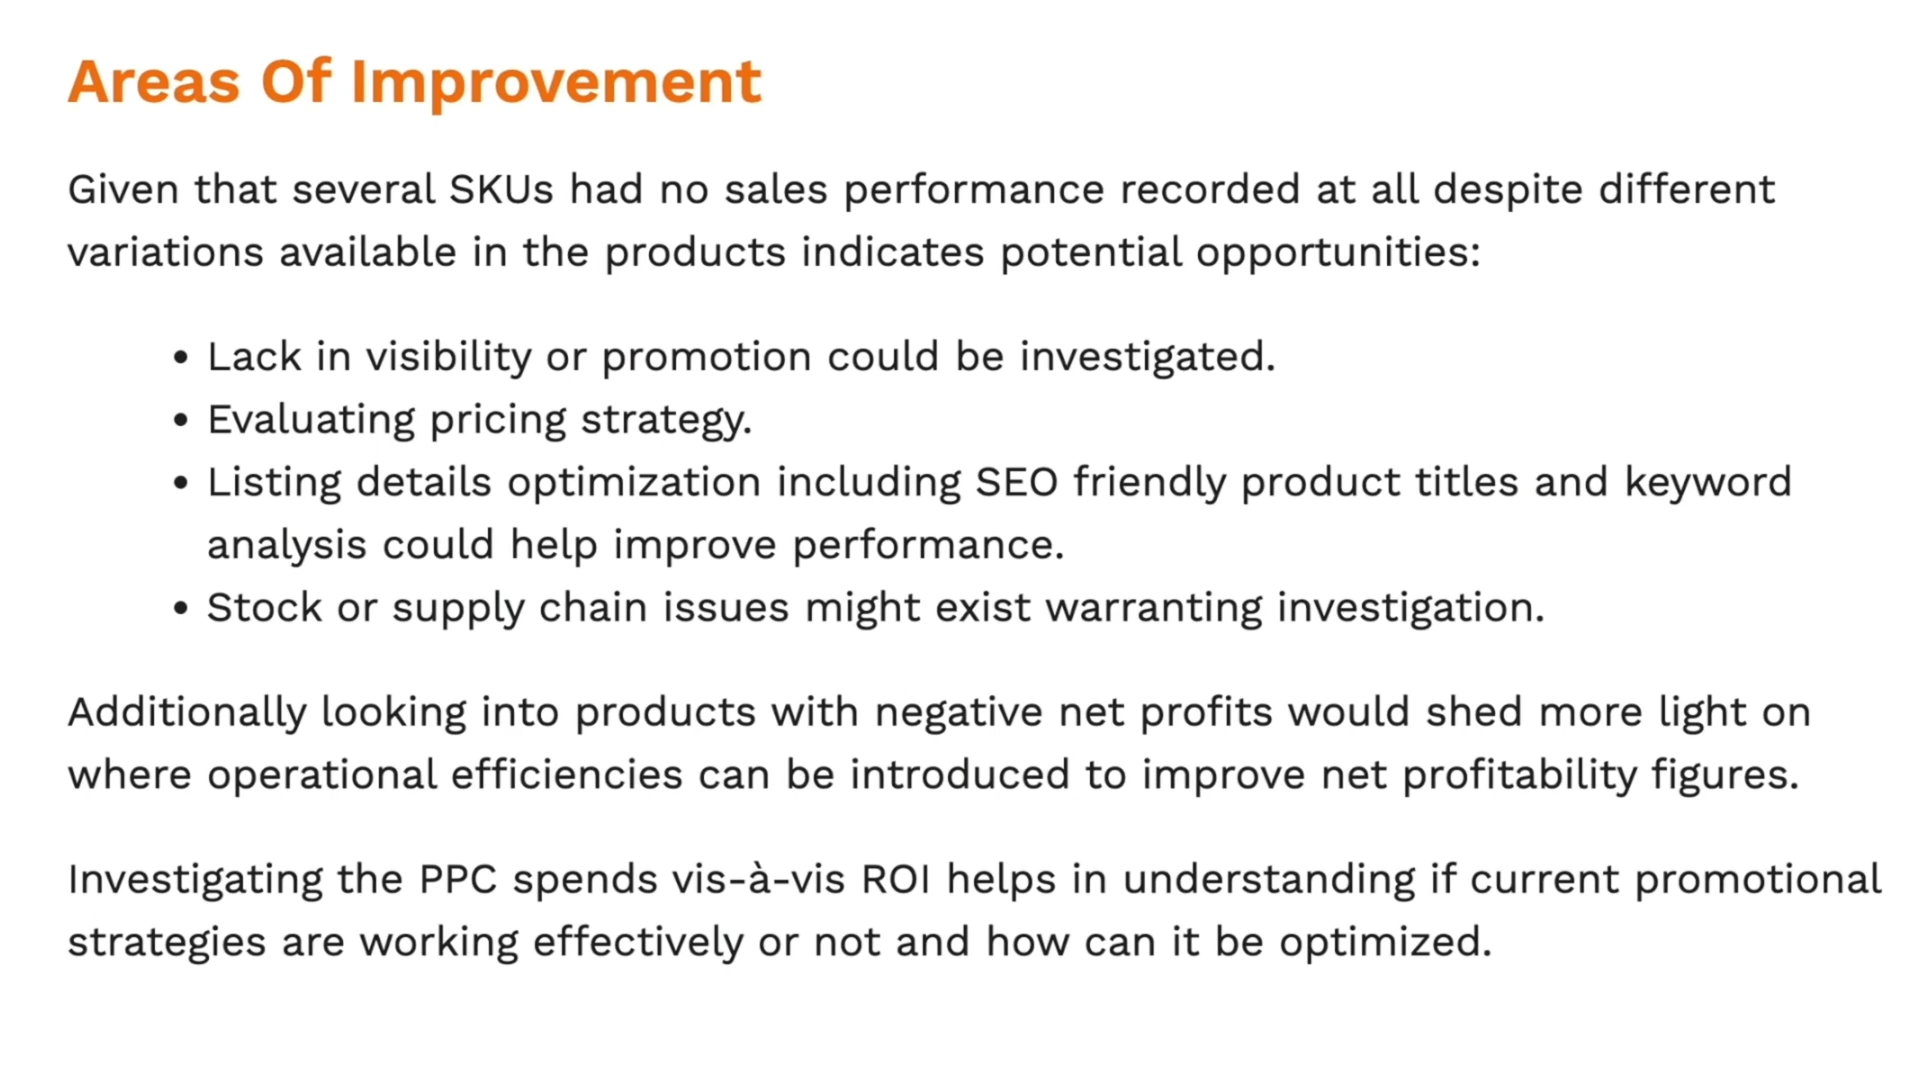 Areas Of Improvement
Given that several SKUs had no sales performance recorded at all despite different
variations available in the products indicates potential opportunities:
• Lack in visibility or promotion could be investigated.
• Evaluating pricing strategy.
• Listing details optimization including SEO friendly product titles and keyword
analysis could help improve performance.
• Stock or supply chain issues might exist warranting investigation.
Additionally looking into products with negative net profits would shed more light on
where operational efficiencies can be introduced to improve net profitability figures.
Investigating the PPC spends vis-à-vis ROI helps in understanding if current promotional
strategies are working effectively or not and how can it be optimized.